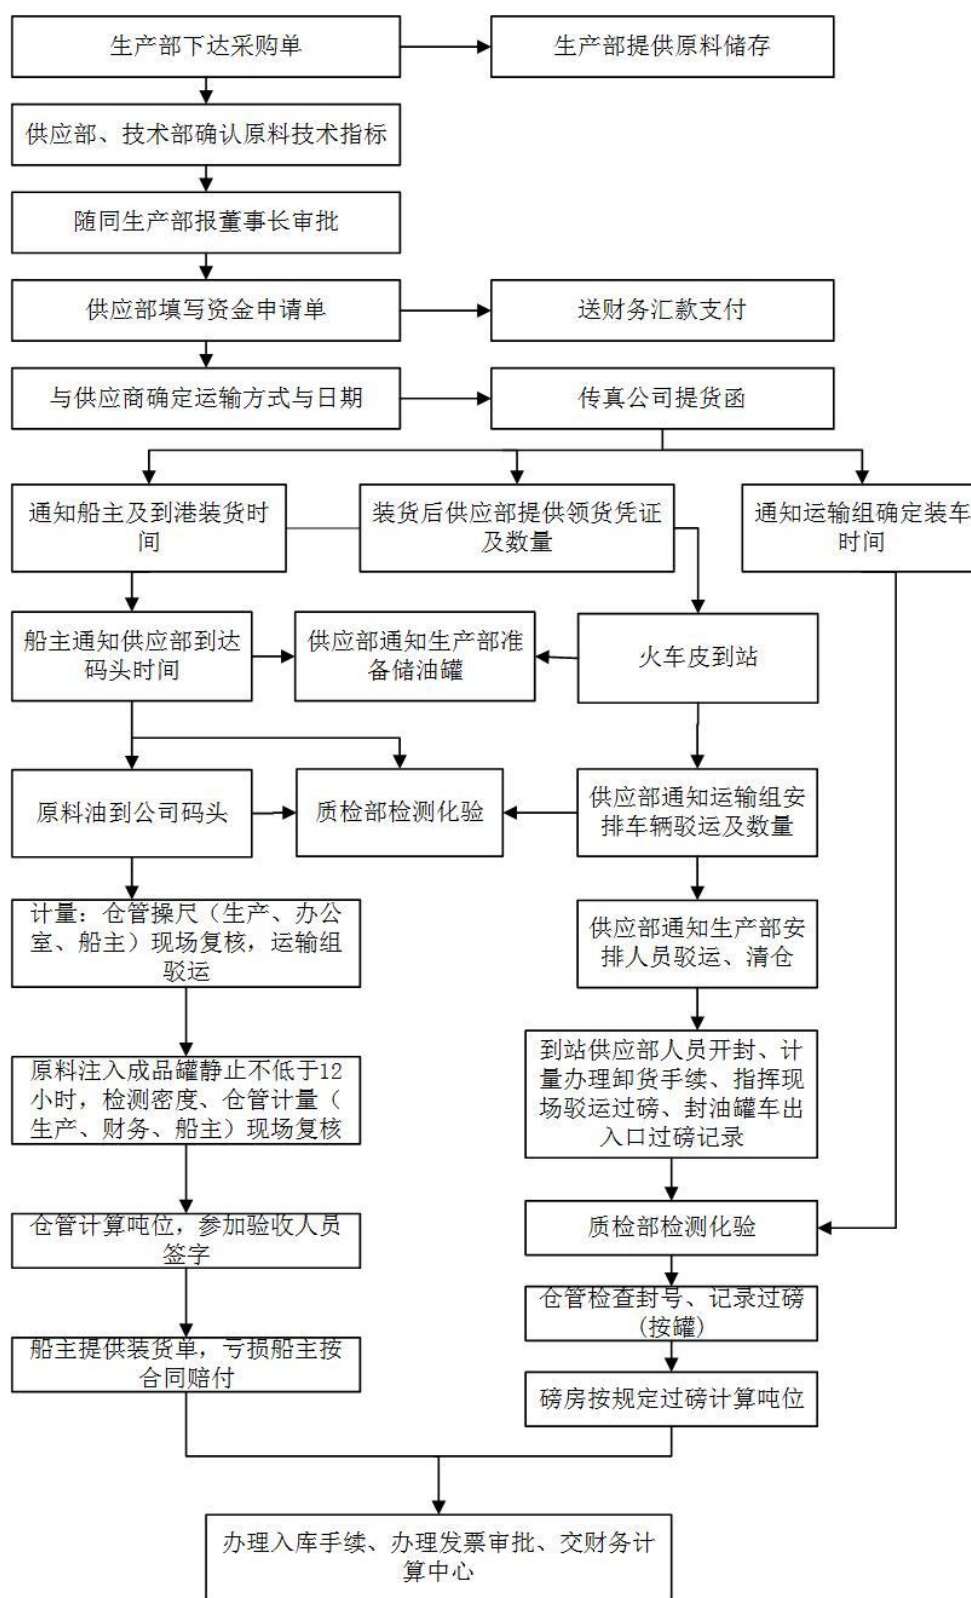 生产部下达采购单
生产部提供原料储存
供应部、技术部确认原料技术指标
随同生产部报董事长审批
供应部填写资金申请单
送财务汇款支付
与供应商确定运输方式与日期
传真公司提货函
通知船主及到港装货时
间
装货后供应部提供领货凭证
及数量
通知运输组确定装车
时间
船主通知供应部到达
码头时间
供应部通知生产部准
备储油罐
火车皮到站
原料油到公司码头
质检部检测化验
供应部通知运输组安
排车辆驳运及数量
计量：仓管操尺（生产、办公
室、船主）现场复核，运输组
驳运
供应部通知生产部安
排人员驳运、清仓
原料注入成品罐静止不低于12
小时，检测密度、仓管计量（
生产、财务、船主）现场复核
到站供应部人员开封、计
量办理卸货手续、指挥现
场驳运过磅、封油罐车出
入口过磅记录
仓管计算吨位，参加验收人员
签字
质检部检测化验
仓管检查封号、记录过磅
(按罐)
船主提供装货单，亏损船主按
合同赔付
磅房按规定过磅计算吨位
办理入库手续、办理发票审批、交财务计
算中心